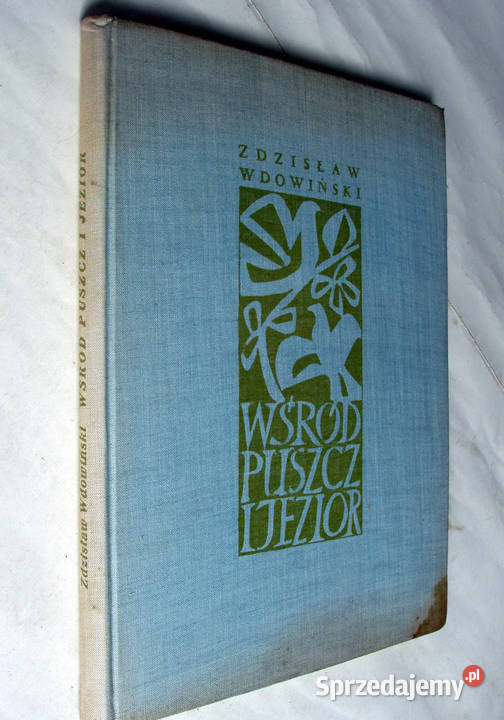 Zdzisław Wdowiński WŚRÓD PUSZCZ I JEZIOR
ZDZISŁAW
WDOWIŃSKI
WŚRÓD
PUSZCZ
I JEZIOR
Sprzedajemy.pl